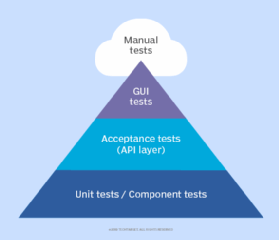 Manual
tests
GUI
tests
Acceptance tests
(API layer)
Unit tests / Component tests